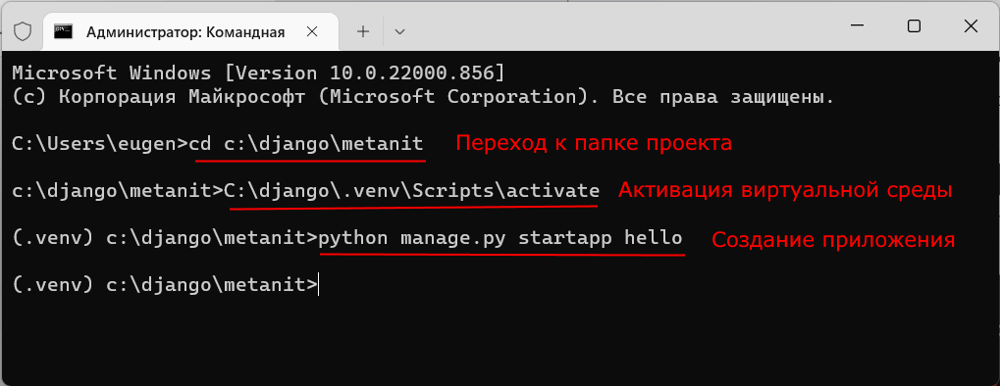 Администратор: Командная
Microsoft Windows [Version 10.0.22000.856]
(c) Корпорация Майкрософт (Microsoft Corporation). Все права защищены.
C:\Users\eugen>cd c:\django\metanit Переход к папке проекта
c:\django\metanit>C:\django\.venv\Scripts\activate Активация виртуальной среды
(.venv) c:\django\metanit>python manage.py startapp hello Создание приложения
(.venv) c:\django\metanit>